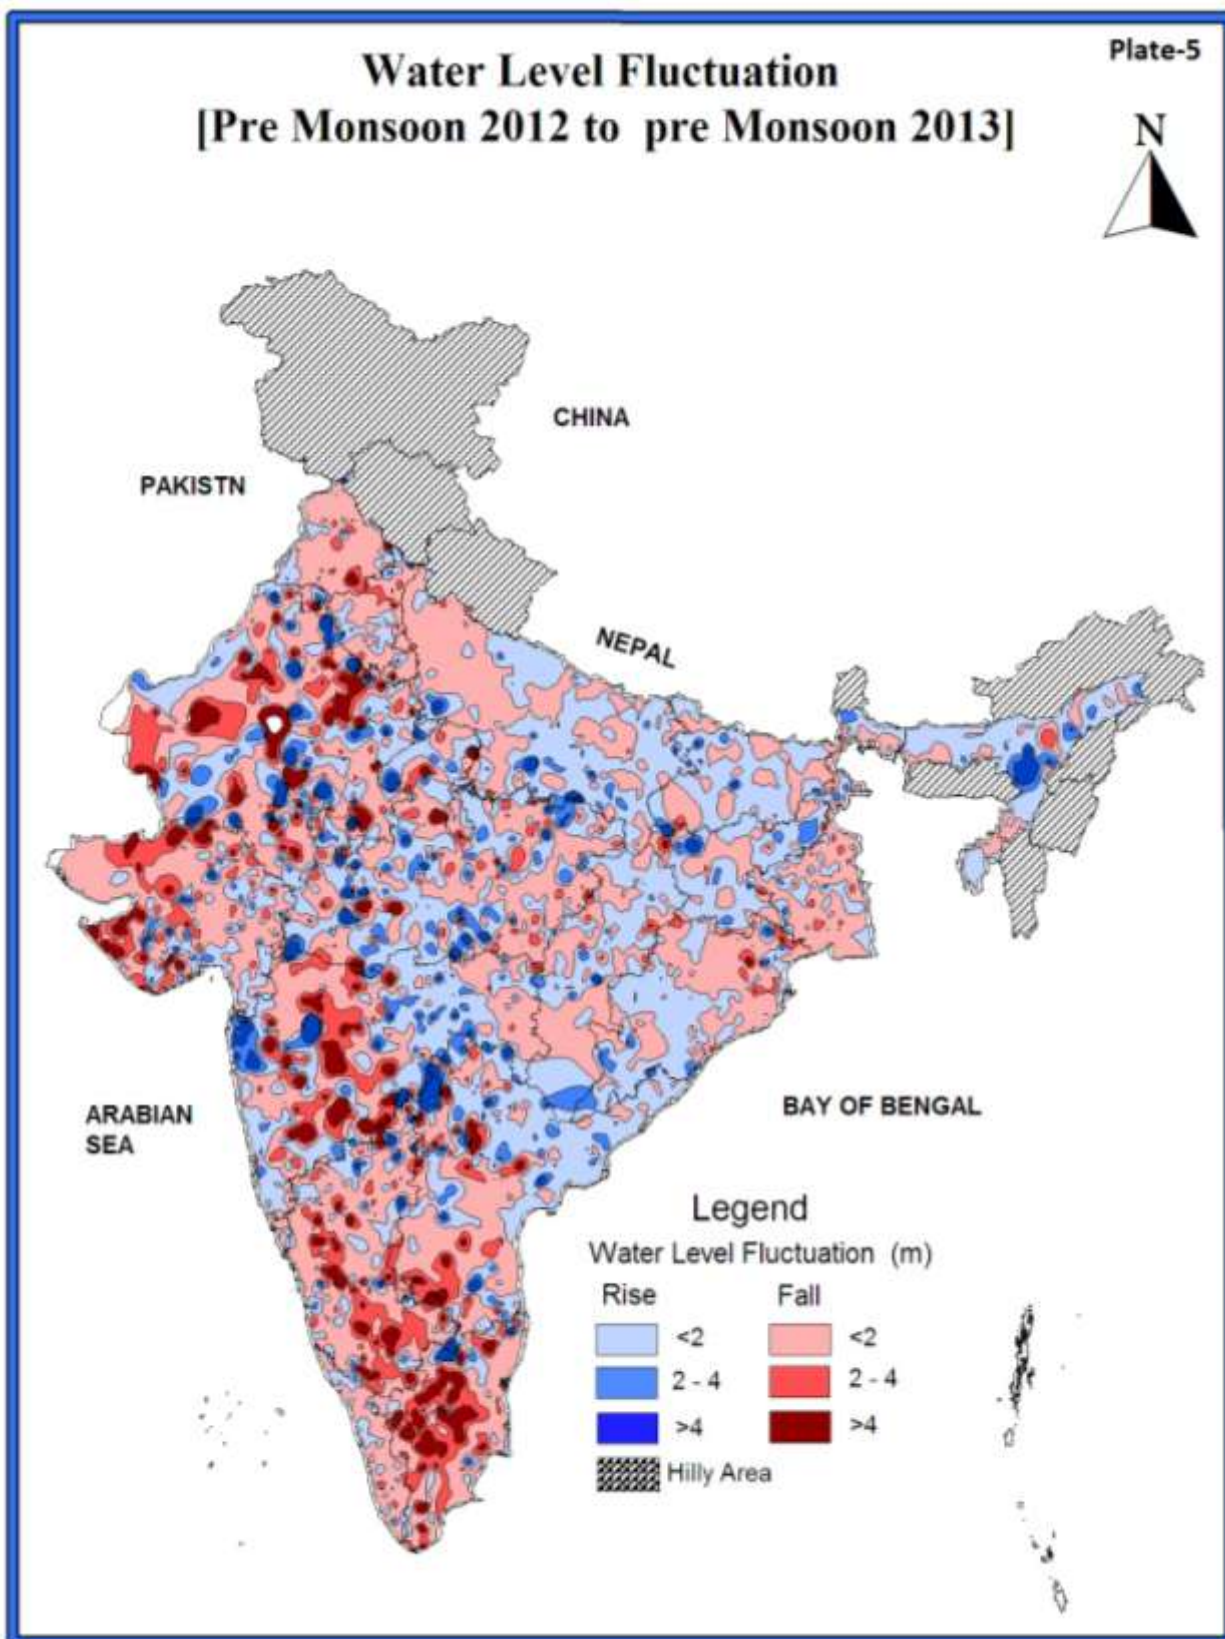 Plate-5
Water Level Fluctuation
[Pre Monsoon 2012 to pre Monsoon 2013]
N
CHINA
PAKISTN
NEPAL
ARABIAN
SEA
BAY OF BENGAL
Legend
Water Level Fluctuation (m)
Rise Fall
<2 <2
2 - 4 2 - 4
>4 >4
Hilly Area